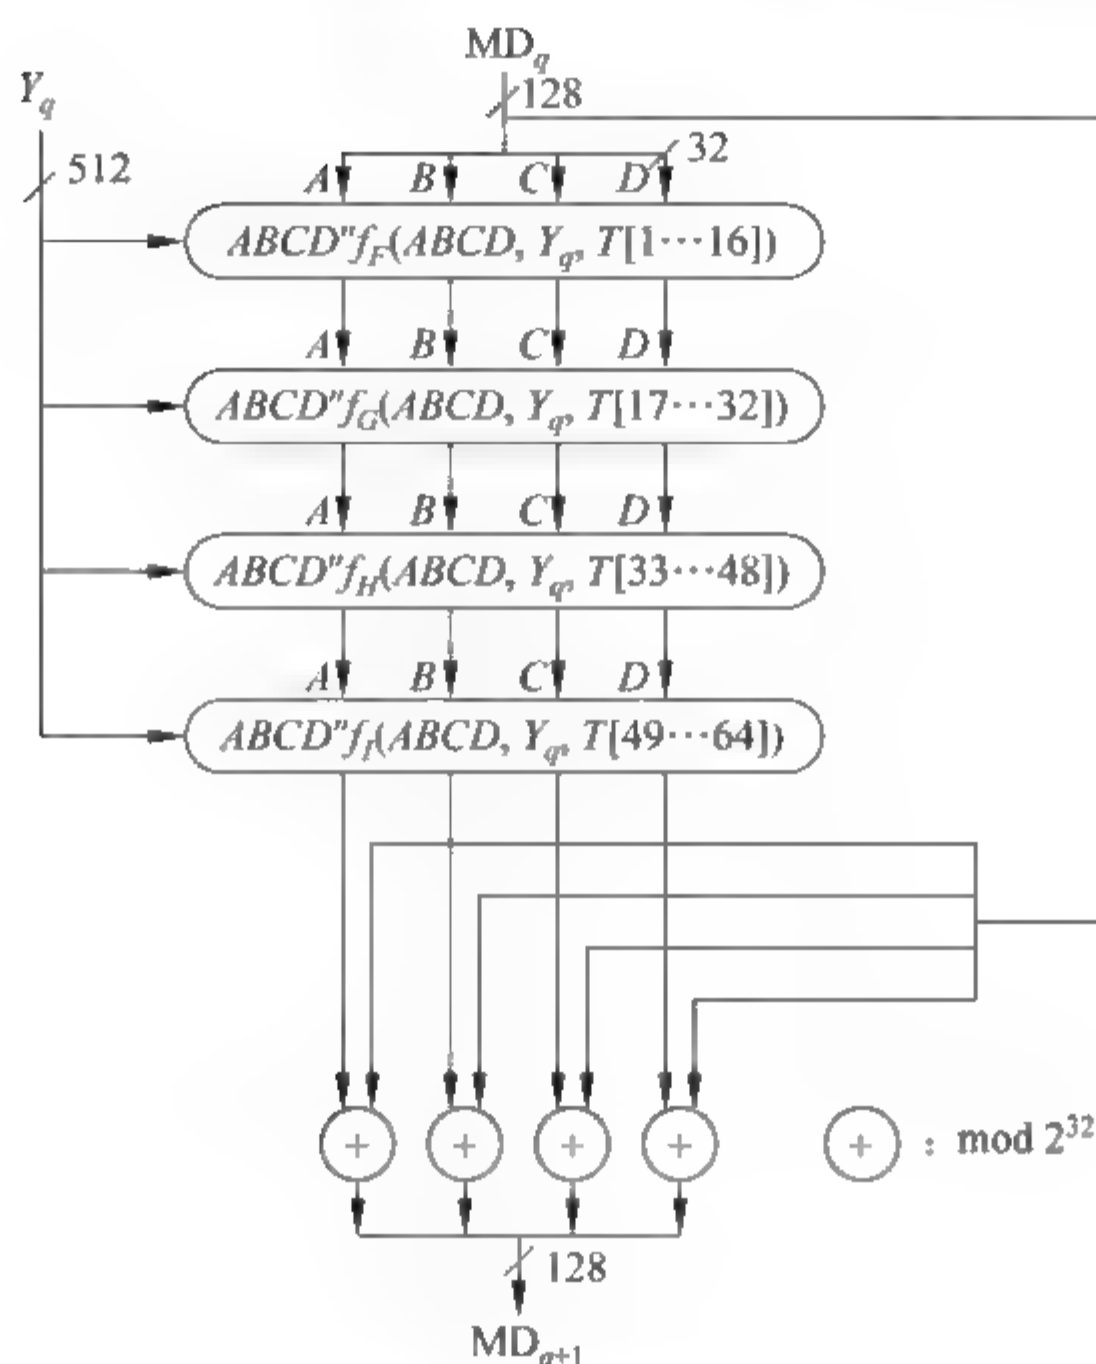 MD_q
Y_q
128
32
512
A B C D
ABCD"f_F(ABCD, Y_q, T[1···16])
A B C D
ABCD"f_G(ABCD, Y_q, T[17···32])
A B C D
ABCD"f_H(ABCD, Y_q, T[33···48])
A B C D
ABCD"f_I(ABCD, Y_q, T[49···64])
+ + + + + : mod 2^32
128
MD_{q+1}